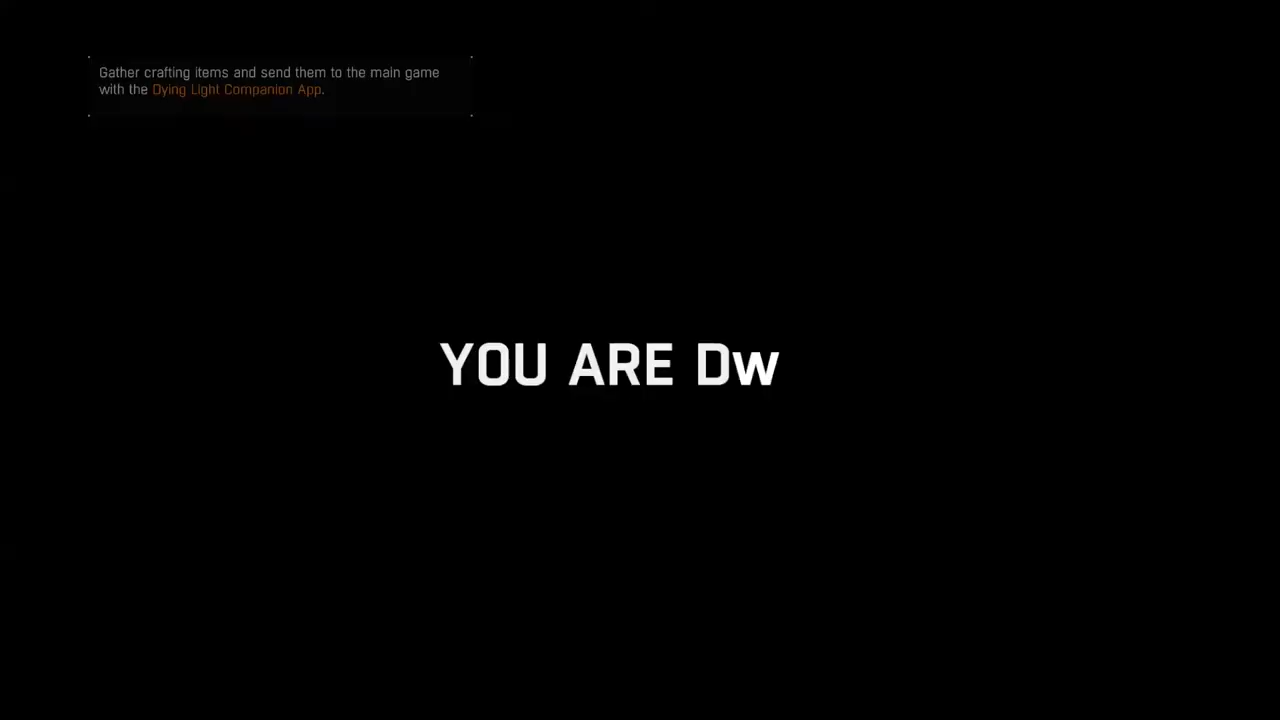 Gather crafting items and send them to the main game
with the Dying Light Companion App.
YOU ARE Dw